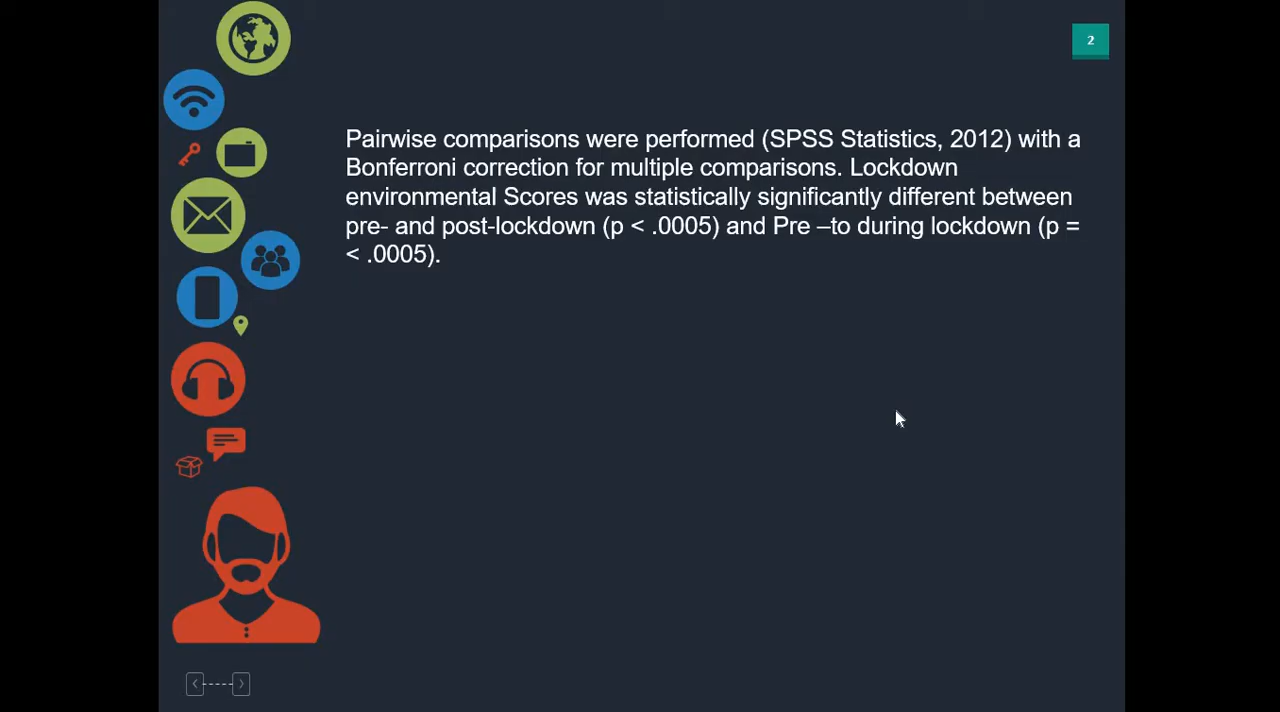 2
Pairwise comparisons were performed (SPSS Statistics, 2012) with a
Bonferroni correction for multiple comparisons. Lockdown
environmental Scores was statistically significantly different between
pre- and post-lockdown (p < .0005) and Pre –to during lockdown (p =
< .0005).